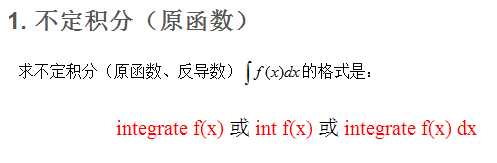 1. 不定积分（原函数）
求不定积分（原函数、反导数）∫f(x)dx的格式是：
integrate f(x) 或 int f(x) 或 integrate f(x) dx